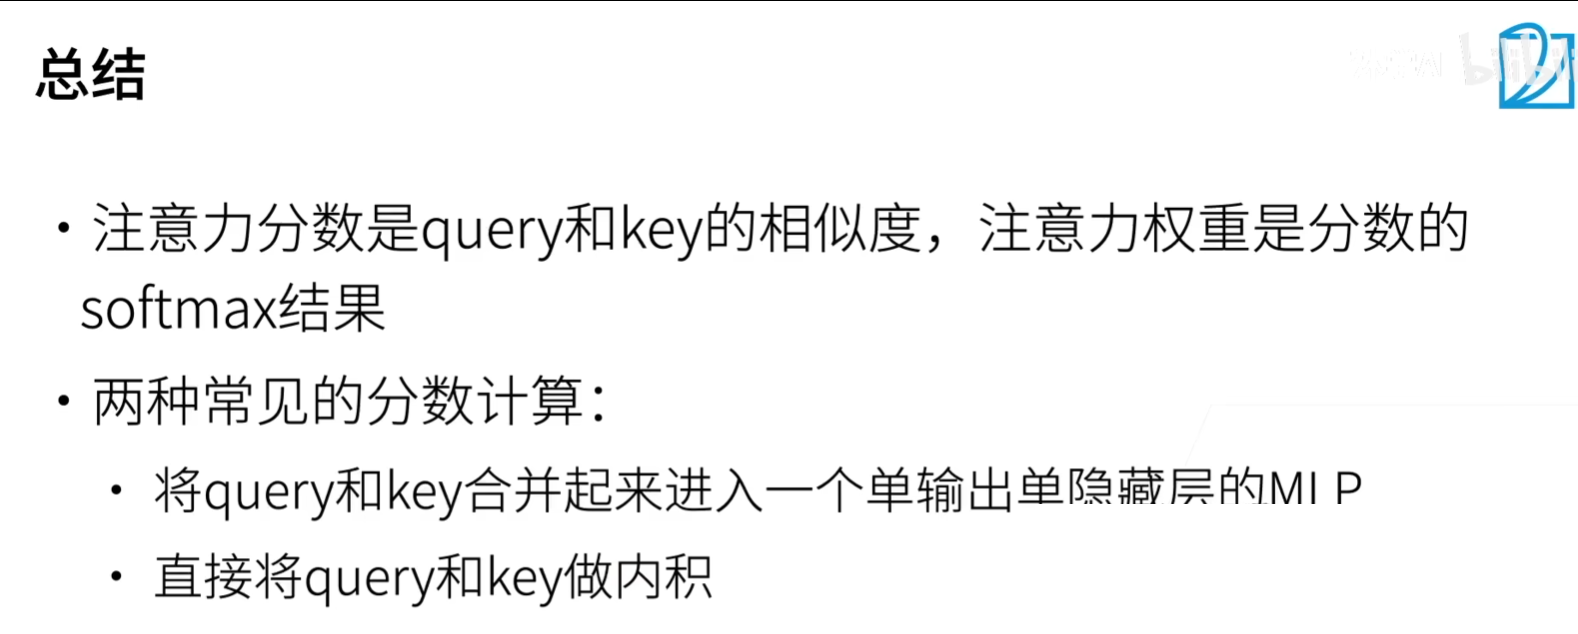 总结
bilibili
• 注意力分数是query和key的相似度，注意力权重是分数的
softmax结果
• 两种常见的分数计算：
• 将query和key合并起来进入一个单输出单隐藏层的MLP
• 直接将query和key做内积